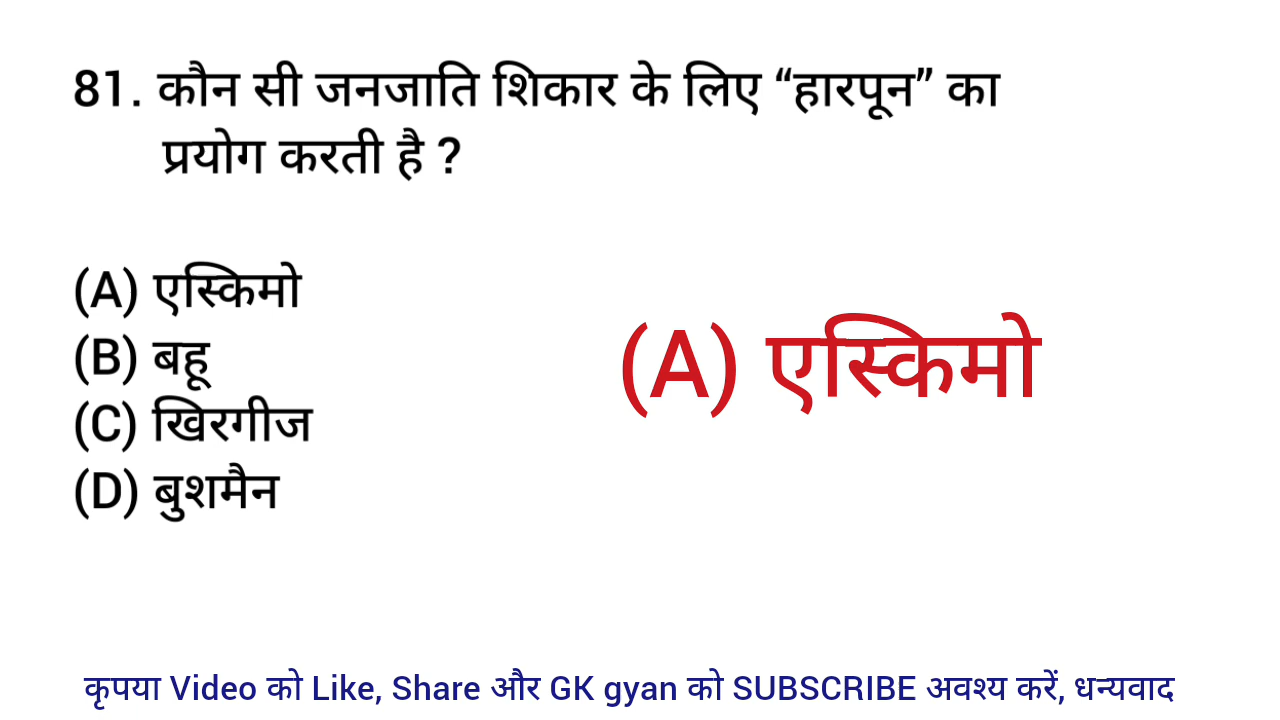 81. कौन सी जनजाति शिकार के लिए “हारपून” का
प्रयोग करती है ?
(A) एस्किमो
(B) बहू
(C) खिरगीज
(D) बुशमैन
(A) एस्किमो
कृपया Video को Like, Share और GK gyan को SUBSCRIBE अवश्य करें, धन्यवाद